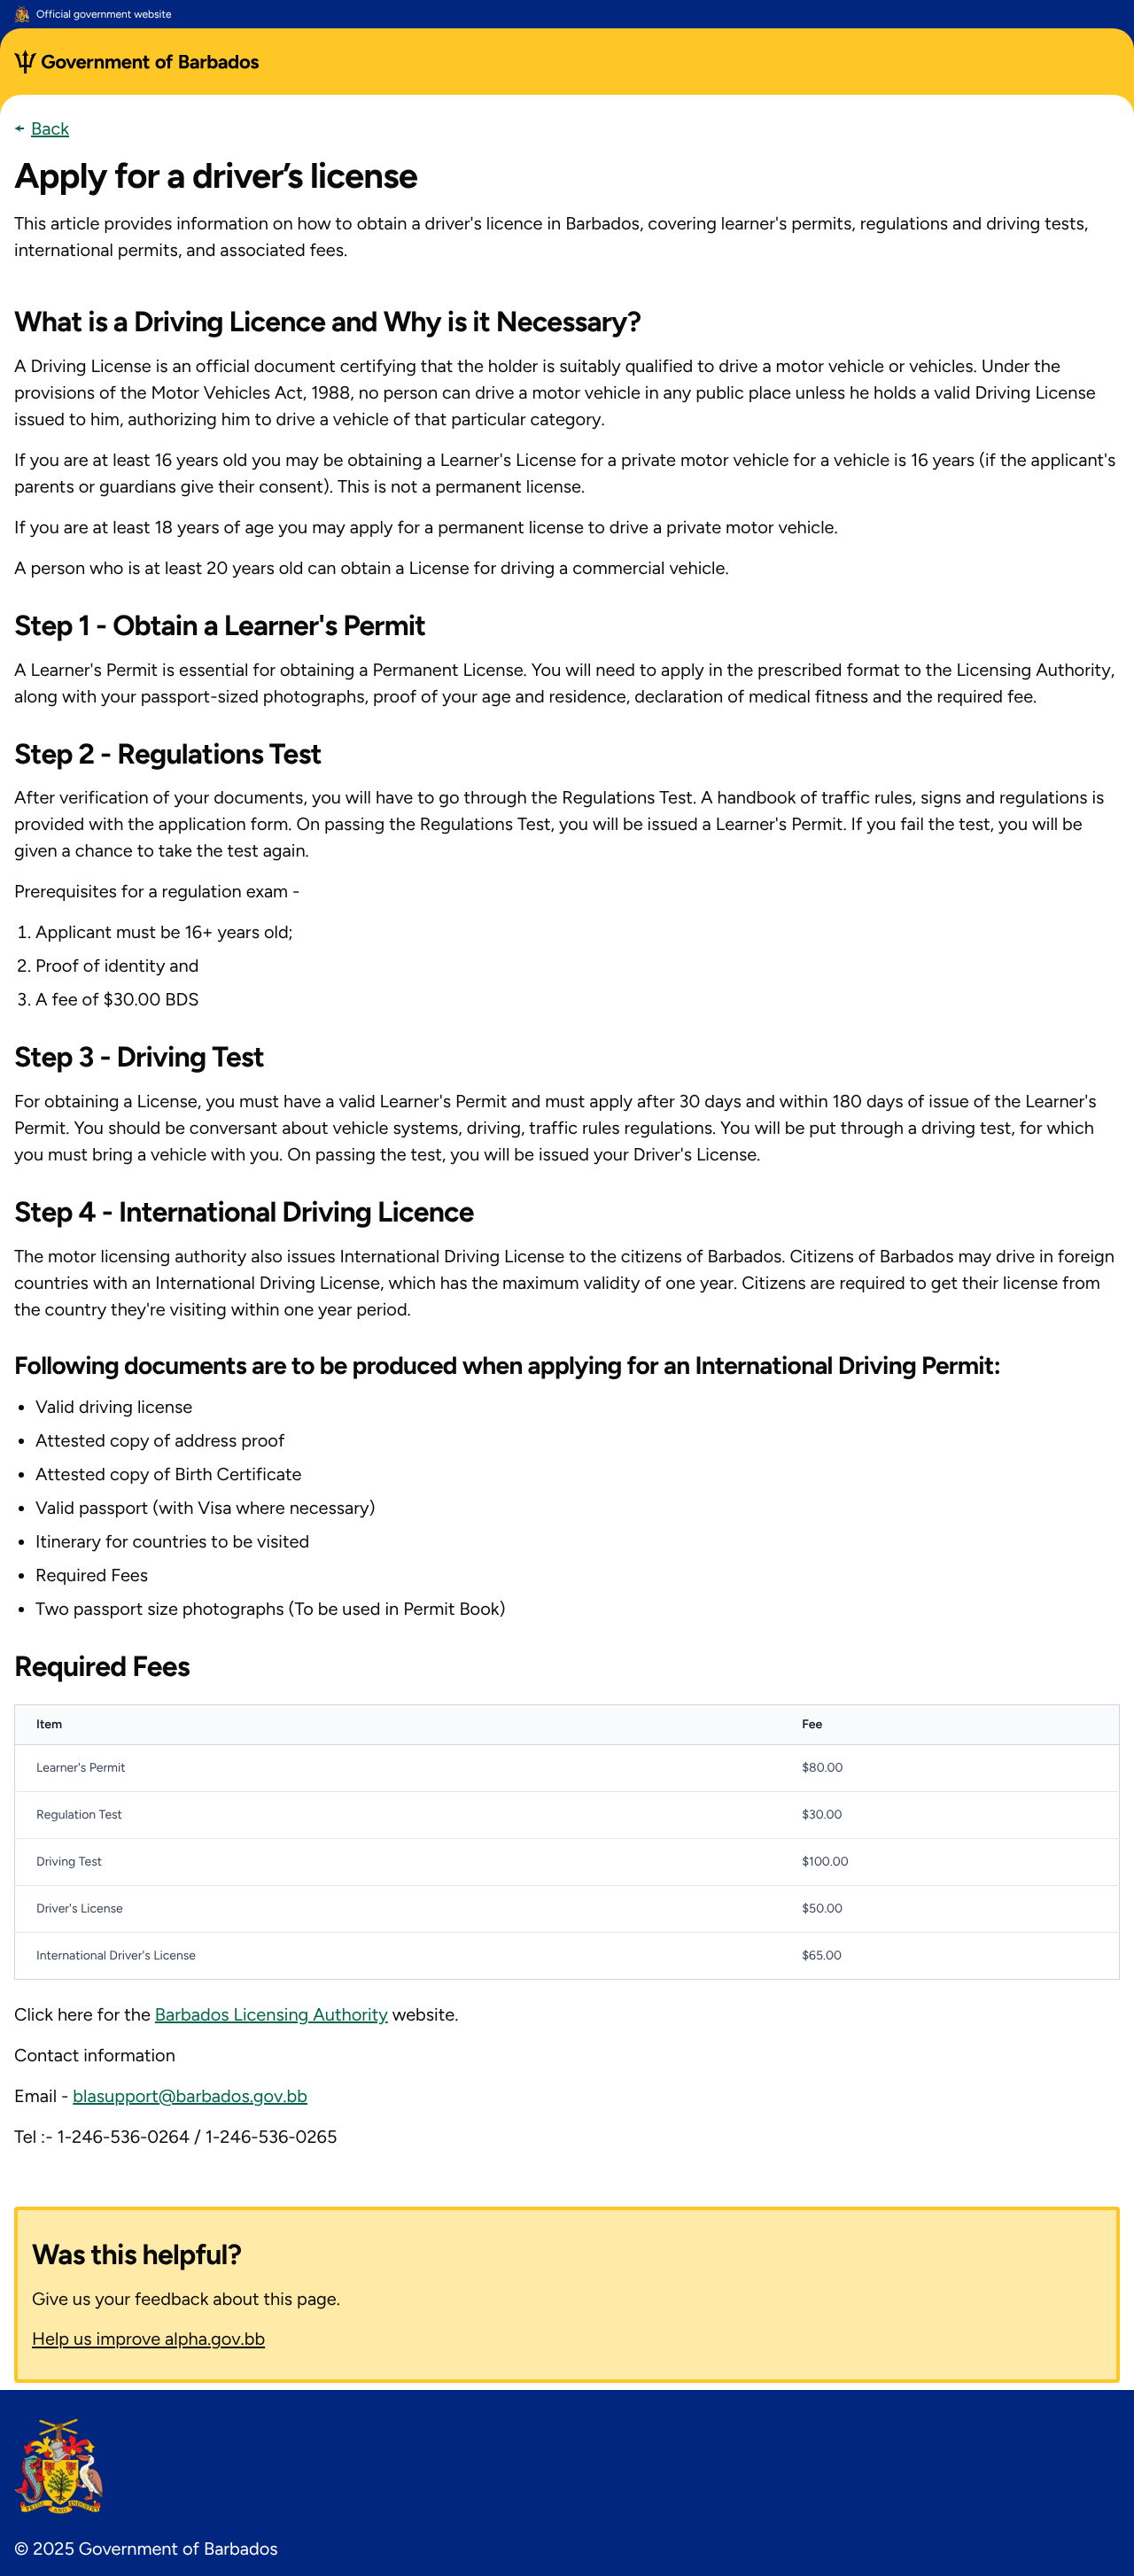 Official government website
Government of Barbados
Back
Apply for a driver’s license
This article provides information on how to obtain a driver's licence in Barbados, covering learner's permits, regulations and driving tests,
international permits, and associated fees.
What is a Driving Licence and Why is it Necessary?
A Driving License is an official document certifying that the holder is suitably qualified to drive a motor vehicle or vehicles. Under the
provisions of the Motor Vehicles Act, 1988, no person can drive a motor vehicle in any public place unless he holds a valid Driving License
issued to him, authorizing him to drive a vehicle of that particular category.
If you are at least 16 years old you may be obtaining a Learner's License for a private motor vehicle for a vehicle is 16 years (if the applicant's
parents or guardians give their consent). This is not a permanent license.
If you are at least 18 years of age you may apply for a permanent license to drive a private motor vehicle.
A person who is at least 20 years old can obtain a License for driving a commercial vehicle.
Step 1 - Obtain a Learner's Permit
A Learner's Permit is essential for obtaining a Permanent License. You will need to apply in the prescribed format to the Licensing Authority,
along with your passport-sized photographs, proof of your age and residence, declaration of medical fitness and the required fee.
Step 2 - Regulations Test
After verification of your documents, you will have to go through the Regulations Test. A handbook of traffic rules, signs and regulations is
provided with the application form. On passing the Regulations Test, you will be issued a Learner's Permit. If you fail the test, you will be
given a chance to take the test again.
Prerequisites for a regulation exam -
1. Applicant must be 16+ years old;
2. Proof of identity and
3. A fee of $30.00 BDS
Step 3 - Driving Test
For obtaining a License, you must have a valid Learner's Permit and must apply after 30 days and within 180 days of issue of the Learner's
Permit. You should be conversant about vehicle systems, driving, traffic rules regulations. You will be put through a driving test, for which
you must bring a vehicle with you. On passing the test, you will be issued your Driver's License.
Step 4 - International Driving Licence
The motor licensing authority also issues International Driving License to the citizens of Barbados. Citizens of Barbados may drive in foreign
countries with an International Driving License, which has the maximum validity of one year. Citizens are required to get their license from
the country they're visiting within one year period.
Following documents are to be produced when applying for an International Driving Permit:
• Valid driving license
• Attested copy of address proof
• Attested copy of Birth Certificate
• Valid passport (with Visa where necessary)
• Itinerary for countries to be visited
• Required Fees
• Two passport size photographs (To be used in Permit Book)
Required Fees
Item Fee
Learner's Permit $80.00
Regulation Test $30.00
Driving Test $100.00
Driver's License $50.00
International Driver's License $65.00
Click here for the Barbados Licensing Authority website.
Contact information
Email - blasupport@barbados.gov.bb
Tel :- 1-246-536-0264 / 1-246-536-0265
Was this helpful?
Give us your feedback about this page.
Help us improve alpha.gov.bb
PRIDE AND INDUSTRY
© 2025 Government of Barbados